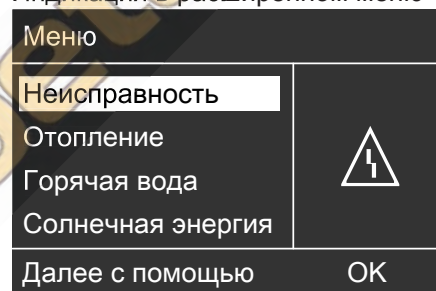 Индикация в расширенном меню
Меню
Неисправность
Отопление
Горячая вода
Солнечная энергия
Далее с помощью OK